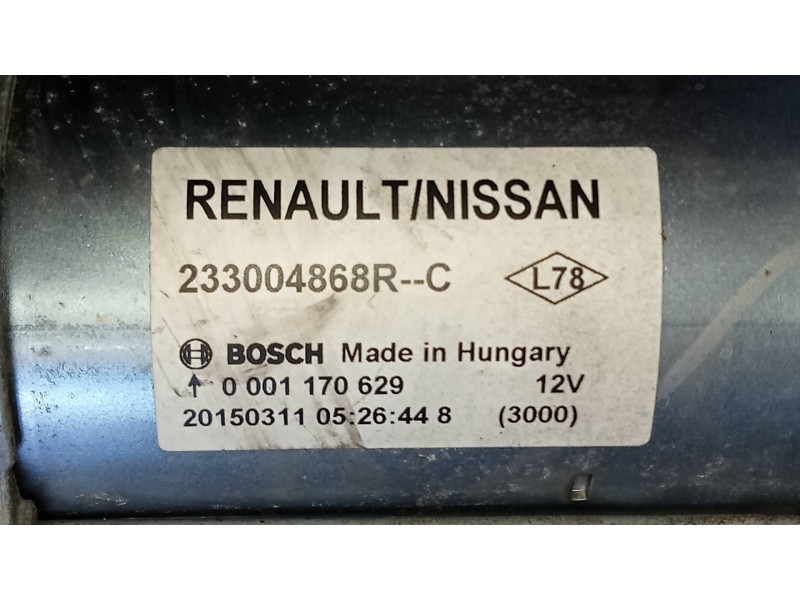 RENAULT/NISSAN
233004868R--C L78
BOSCH Made in Hungary
↑ 0 001 170 629 12V
20150311 05:26:44 8 (3000)